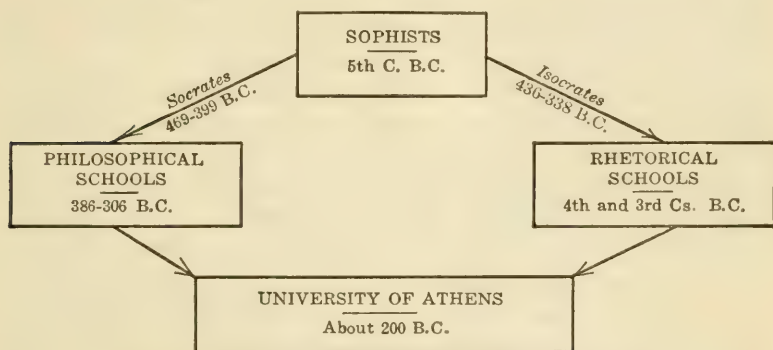 SOPHISTS
5th C. B.C.
Socrates
469-399 B.C.
Isocrates
436-338 B.C.
PHILOSOPHICAL
SCHOOLS
386-306 B.C.
RHETORICAL
SCHOOLS
4th and 3rd Cs. B.C.
UNIVERSITY OF ATHENS
About 200 B.C.